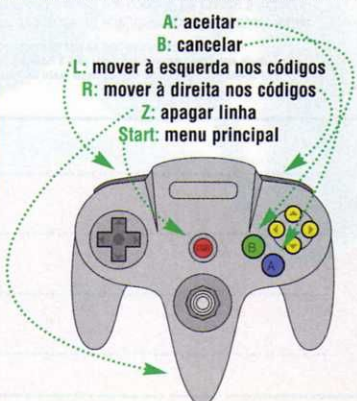 A: aceitar
B: cancelar
L: mover à esquerda nos códigos
R: mover à direita nos códigos
Z: apagar linha
Start: menu principal
B
A